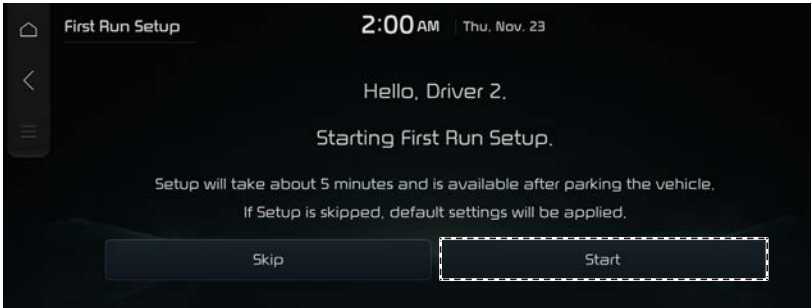 First Run Setup
2:00 AM Thu, Nov. 23
Hello, Driver 2.
Starting First Run Setup.
Setup will take about 5 minutes and is available after parking the vehicle.
If Setup is skipped, default settings will be applied.
Skip
Start